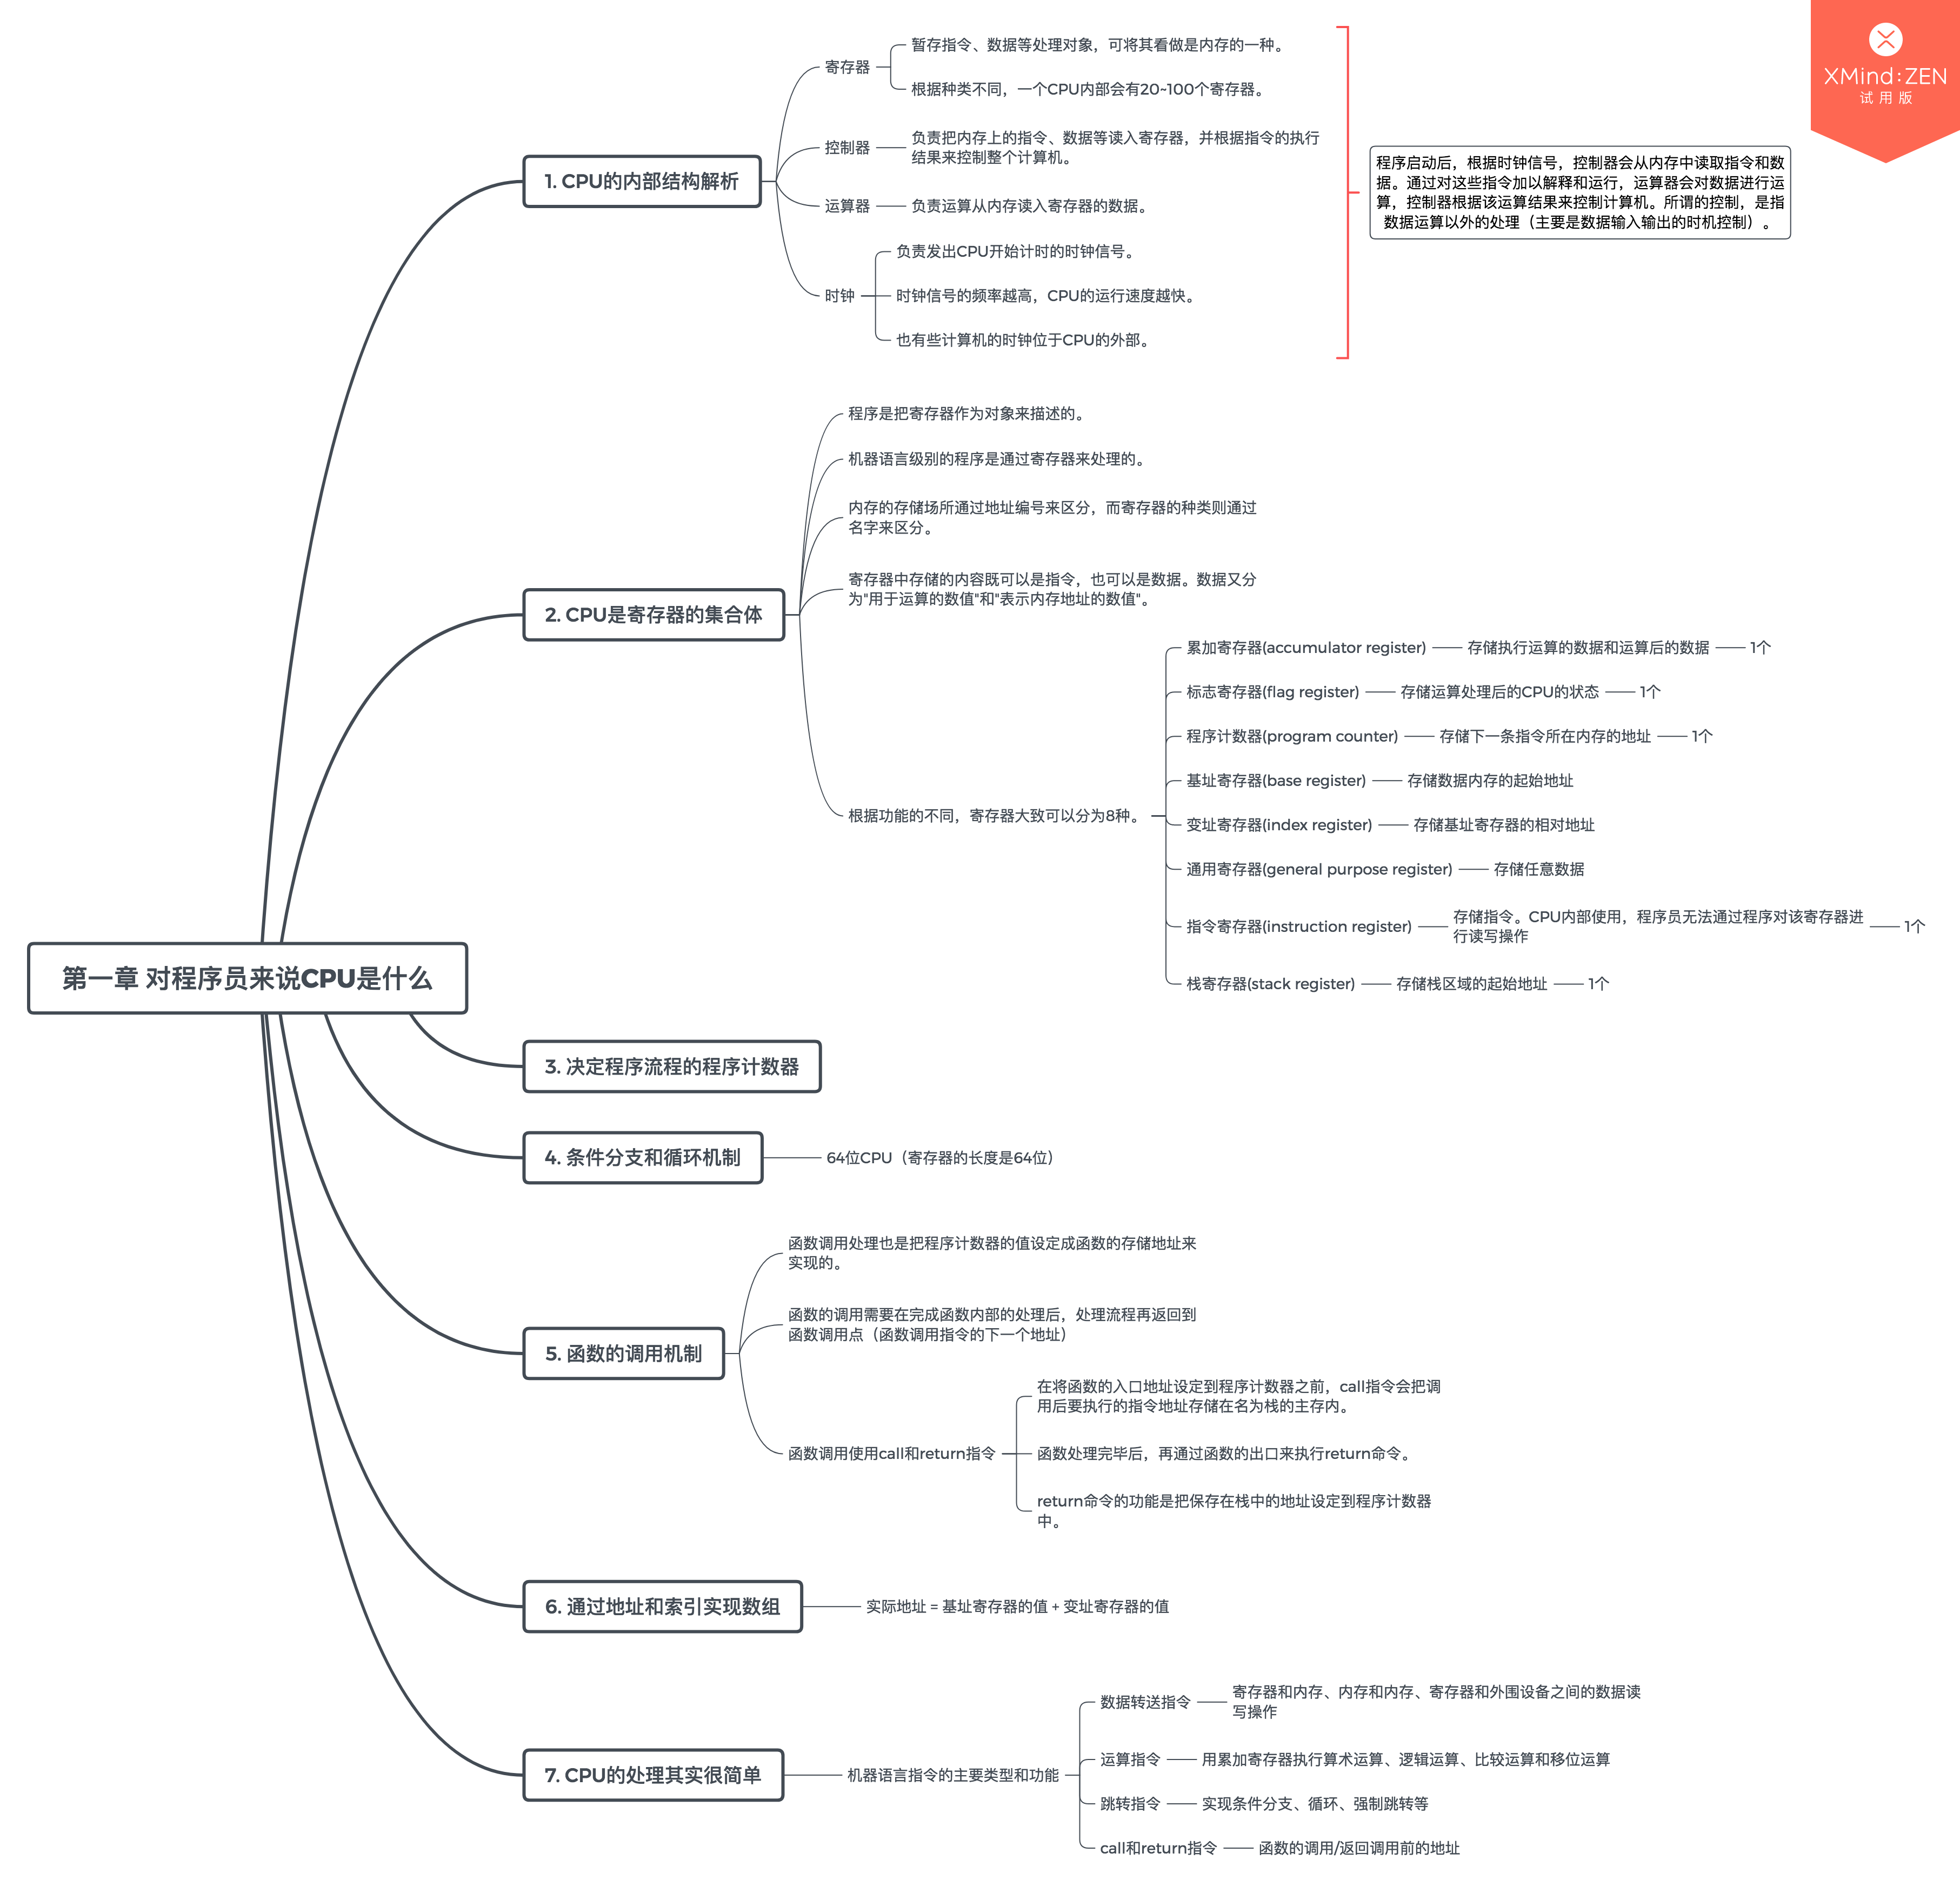 XMind:ZEN
试用版
第一章 对程序员来说CPU是什么
1. CPU的内部结构解析
寄存器
暂存指令、数据等处理对象，可将其看做是内存的一种。
根据种类不同，一个CPU内部会有20~100个寄存器。
控制器
负责把内存上的指令、数据等读入寄存器，并根据指令的执行
结果来控制整个计算机。
运算器
负责运算从内存读入寄存器的数据。
时钟
负责发出CPU开始计时的时钟信号。
时钟信号的频率越高，CPU的运行速度越快。
也有些计算机的时钟位于CPU的外部。
程序启动后，根据时钟信号，控制器会从内存中读取指令和数
据。通过对这些指令加以解释和运行，运算器会对数据进行运
算，控制器根据该运算结果来控制计算机。所谓的控制，是指
数据运算以外的处理（主要是数据输入输出的时机控制）。
2. CPU是寄存器的集合体
程序是把寄存器作为对象来描述的。
机器语言级别的程序是通过寄存器来处理的。
内存的存储场所通过地址编号来区分，而寄存器的种类则通过
名字来区分。
寄存器中存储的内容既可以是指令，也可以是数据。数据又分
为"用于运算的数值"和"表示内存地址的数值"。
根据功能的不同，寄存器大致可以分为8种。
累加寄存器(accumulator register)
存储执行运算的数据和运算后的数据
1个
标志寄存器(flag register)
存储运算处理后的CPU的状态
1个
程序计数器(program counter)
存储下一条指令所在内存的地址
1个
基址寄存器(base register)
存储数据内存的起始地址
变址寄存器(index register)
存储基址寄存器的相对地址
通用寄存器(general purpose register)
存储任意数据
指令寄存器(instruction register)
存储指令。CPU内部使用，程序员无法通过程序对该寄存器进
行读写操作
1个
栈寄存器(stack register)
存储栈区域的起始地址
1个
3. 决定程序流程的程序计数器
4. 条件分支和循环机制
64位CPU（寄存器的长度是64位）
5. 函数的调用机制
函数调用处理也是把程序计数器的值设定成函数的存储地址来
实现的。
函数的调用需要在完成函数内部的处理后，处理流程再返回到
函数调用点（函数调用指令的下一个地址）
函数调用使用call和return指令
在将函数的入口地址设定到程序计数器之前，call指令会把调
用后要执行的指令地址存储在名为栈的主存内。
函数处理完毕后，再通过函数的出口来执行return命令。
return命令的功能是把保存在栈中的地址设定到程序计数器
中。
6. 通过地址和索引实现数组
实际地址 = 基址寄存器的值 + 变址寄存器的值
7. CPU的处理其实很简单
机器语言指令的主要类型和功能
数据转送指令
寄存器和内存、内存和内存、寄存器和外围设备之间的数据读
写操作
运算指令
用累加寄存器执行算术运算、逻辑运算、比较运算和移位运算
跳转指令
实现条件分支、循环、强制跳转等
call和return指令
函数的调用/返回调用前的地址